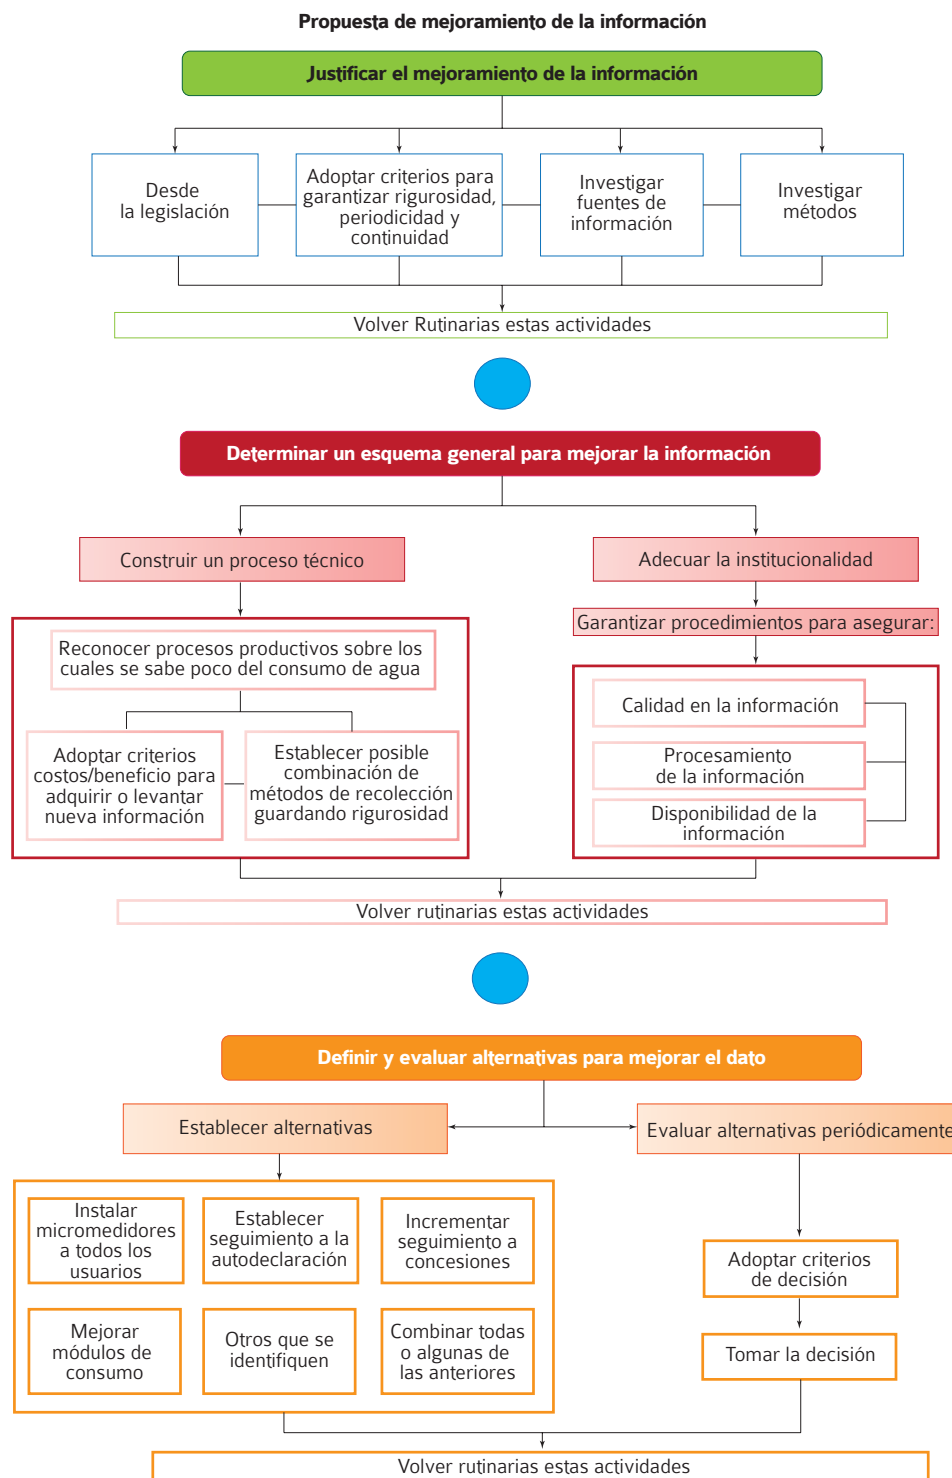 Propuesta de mejoramiento de la información
Justificar el mejoramiento de la información
Desde
la legislación
Adoptar criterios para
garantizar rigurosidad,
periodicidad y
continuidad
Investigar
fuentes de
información
Investigar
métodos
Volver Rutinarias estas actividades
Determinar un esquema general para mejorar la información
Construir un proceso técnico
Adecuar la institucionalidad
Garantizar procedimientos para asegurar:
Reconocer procesos productivos sobre los
cuales se sabe poco del consumo de agua
Adoptar criterios
costos/beneficio para
adquirir o levantar
nueva información
Establecer posible
combinación de
métodos de recolección
guardando rigurosidad
Calidad en la información
Procesamiento
de la información
Disponibilidad de la
información
Volver rutinarias estas actividades
Definir y evaluar alternativas para mejorar el dato
Establecer alternativas
Evaluar alternativas periódicamente
Instalar
micromedidores
a todos los
usuarios
Establecer
seguimiento a la
autodeclaración
Incrementar
seguimiento a
concesiones
Mejorar
módulos de
consumo
Otros que se
identifiquen
Combinar todas
o algunas de
las anteriores
Adoptar criterios
de decisión
Tomar la decisión
Volver rutinarias estas actividades